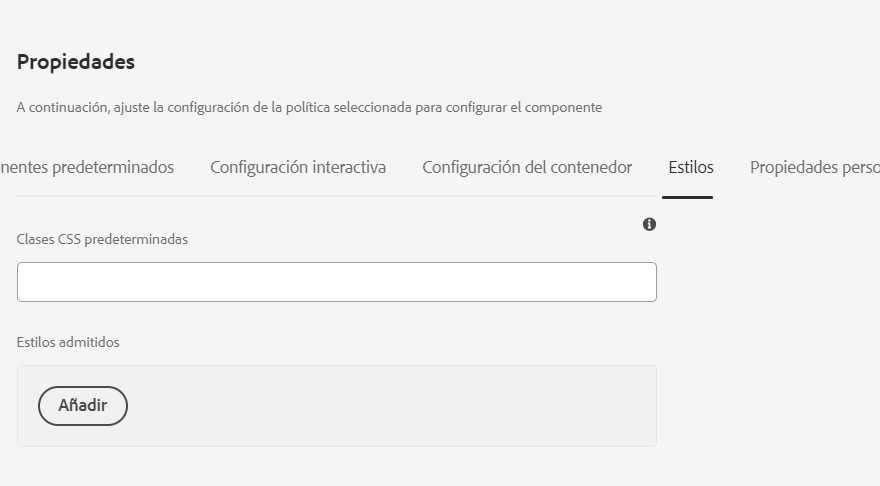 Propiedades
A continuación, ajuste la configuración de la política seleccionada para configurar el componente
nentes predeterminados Configuración interactiva Configuración del contenedor Estilos Propiedades perso
Clases CSS predeterminadas
Estilos admitidos
Añadir